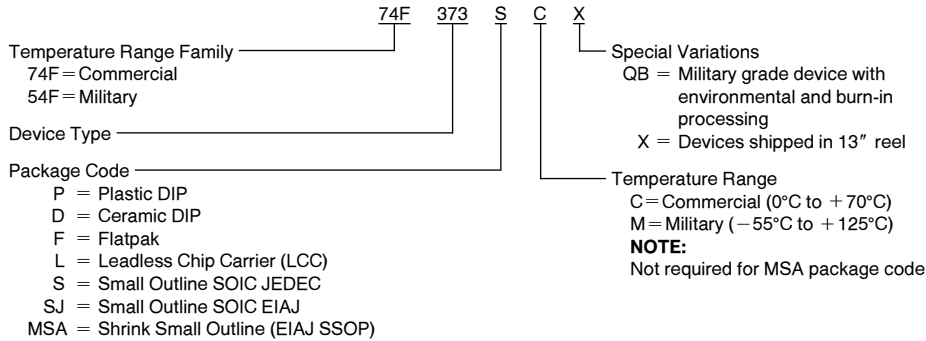 74F 373 S C X
Temperature Range Family
74F = Commercial
54F = Military
Device Type
Package Code
P = Plastic DIP
D = Ceramic DIP
F = Flatpak
L = Leadless Chip Carrier (LCC)
S = Small Outline SOIC JEDEC
SJ = Small Outline SOIC EIAJ
MSA = Shrink Small Outline (EIAJ SSOP)
Special Variations
QB = Military grade device with
environmental and burn-in
processing
X = Devices shipped in 13″ reel
Temperature Range
C = Commercial (0°C to +70°C)
M = Military (−55°C to +125°C)
NOTE:
Not required for MSA package code